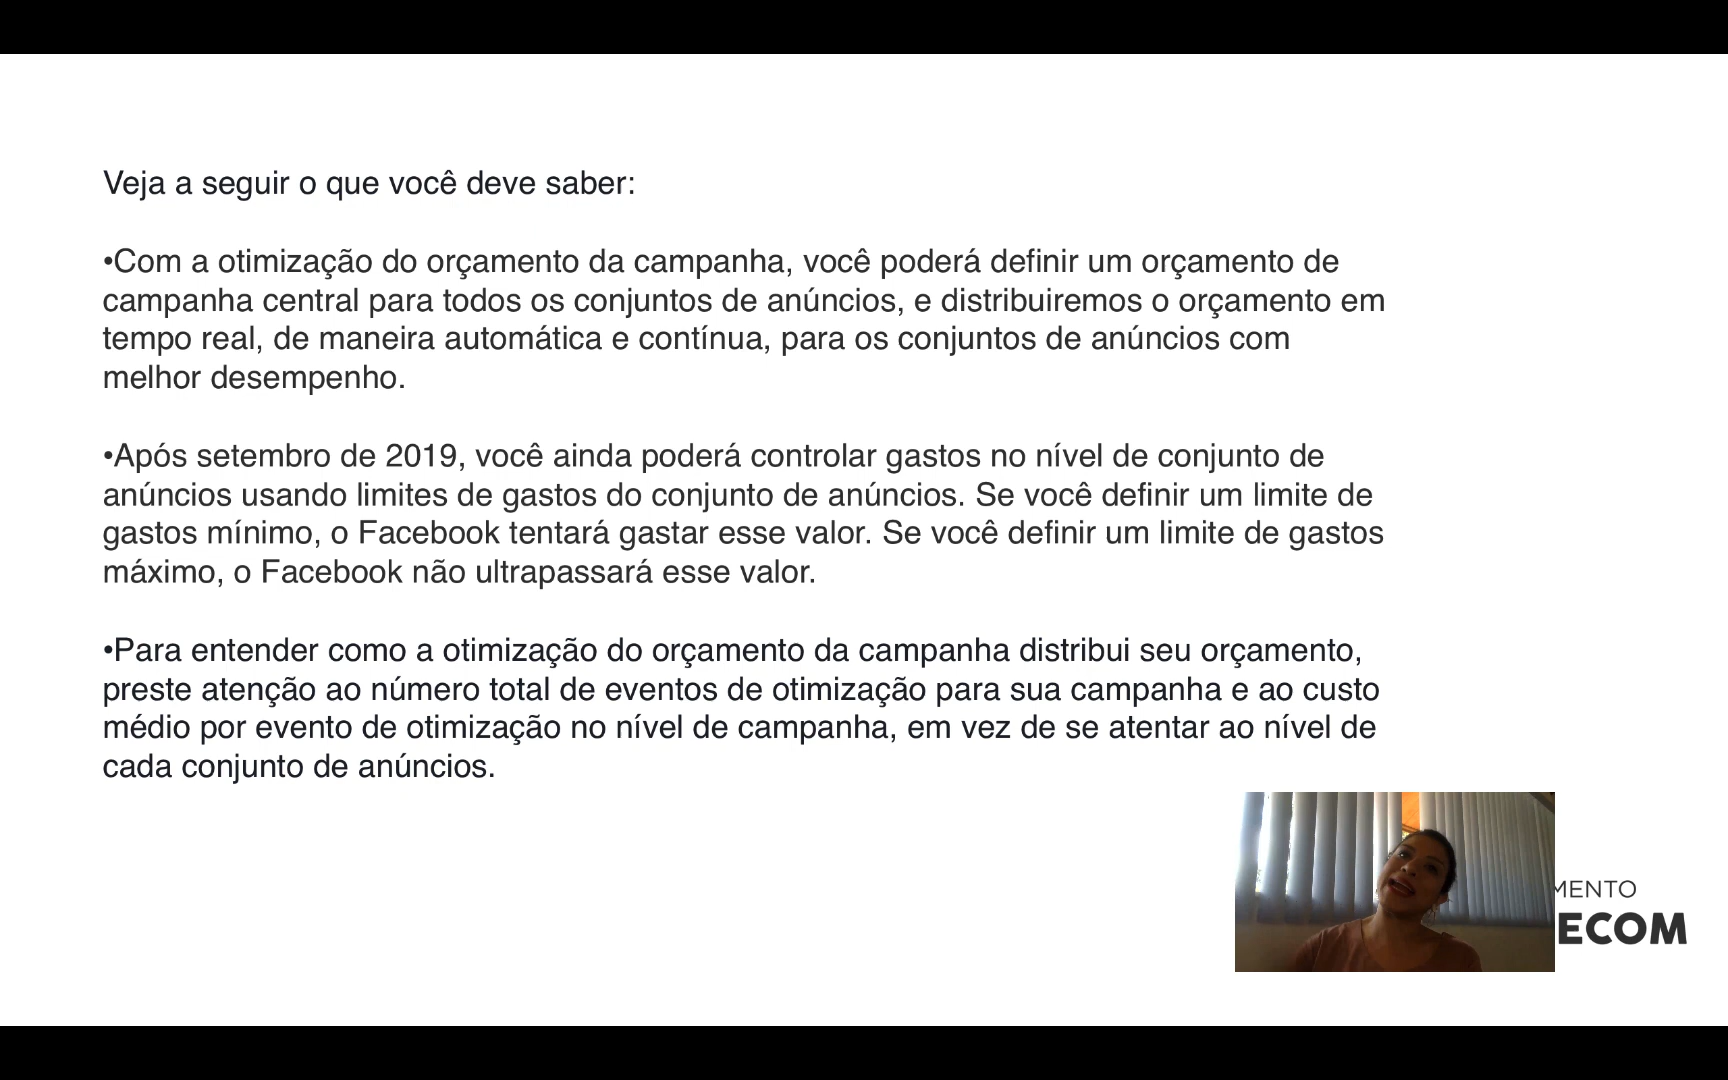 Veja a seguir o que você deve saber:
•Com a otimização do orçamento da campanha, você poderá definir um orçamento de
campanha central para todos os conjuntos de anúncios, e distribuiremos o orçamento em
tempo real, de maneira automática e contínua, para os conjuntos de anúncios com
melhor desempenho.
•Após setembro de 2019, você ainda poderá controlar gastos no nível de conjunto de
anúncios usando limites de gastos do conjunto de anúncios. Se você definir um limite de
gastos mínimo, o Facebook tentará gastar esse valor. Se você definir um limite de gastos
máximo, o Facebook não ultrapassará esse valor.
•Para entender como a otimização do orçamento da campanha distribui seu orçamento,
preste atenção ao número total de eventos de otimização para sua campanha e ao custo
médio por evento de otimização no nível de campanha, em vez de se atentar ao nível de
cada conjunto de anúncios.
MENTO
ECOM